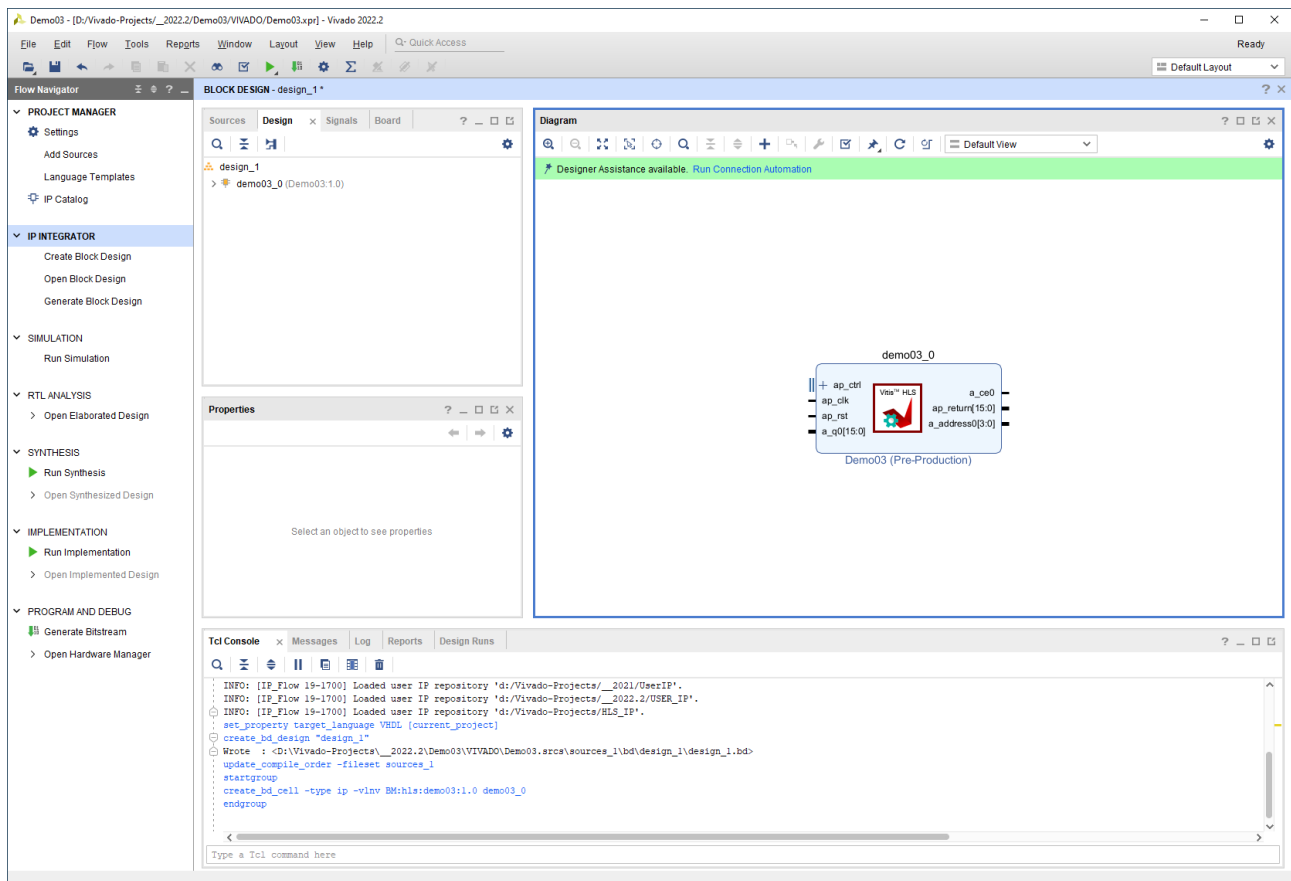 Demo03 - [D:/Vivado-Projects/__2022.2/Demo03/VIVADO/Demo03.xpr] - Vivado 2022.2
File Edit Flow Tools Reports Window Layout View Help Quick Access
Ready
Default Layout
Flow Navigator
PROJECT MANAGER
Settings
Add Sources
Language Templates
IP Catalog
IP INTEGRATOR
Create Block Design
Open Block Design
Generate Block Design
SIMULATION
Run Simulation
RTL ANALYSIS
Open Elaborated Design
SYNTHESIS
Run Synthesis
Open Synthesized Design
IMPLEMENTATION
Run Implementation
Open Implemented Design
PROGRAM AND DEBUG
Generate Bitstream
Open Hardware Manager
BLOCK DESIGN - design_1 *
Sources Design Signals Board
design_1
demo03_0 (Demo03:1.0)
Properties
Select an object to see properties
Diagram
Default View
Designer Assistance available. Run Connection Automation
demo03_0
ap_ctrl
ap_clk
ap_rst
a_q0[15:0]
Vitis™ HLS
a_ce0
ap_return[15:0]
a_address0[3:0]
Demo03 (Pre-Production)
Tcl Console Messages Log Reports Design Runs
INFO: [IP_Flow 19-1700] Loaded user IP repository 'd:/Vivado-Projects/__2021/UserIP'.
INFO: [IP_Flow 19-1700] Loaded user IP repository 'd:/Vivado-Projects/__2022.2/USER_IP'.
INFO: [IP_Flow 19-1700] Loaded user IP repository 'd:/Vivado-Projects/HLS_IP'.
set_property target_language VHDL [current_project]
create_bd_design "design_1"
Wrote : <D:\Vivado-Projects\__2022.2\Demo03\VIVADO\Demo03.srcs\sources_1\bd\design_1\design_1.bd>
update_compile_order -fileset sources_1
startgroup
create_bd_cell -type ip -vlnv BM:hls:demo03:1.0 demo03_0
endgroup
Type a Tcl command here